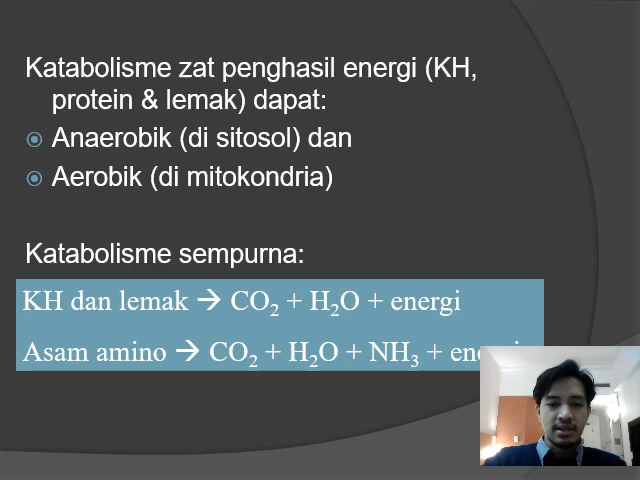 Katabolisme zat penghasil energi (KH,
protein & lemak) dapat:
Anaerobik (di sitosol) dan
Aerobik (di mitokondria)
Katabolisme sempurna:
KH dan lemak → CO₂ + H₂O + energi
Asam amino → CO₂ + H₂O + NH₃ +